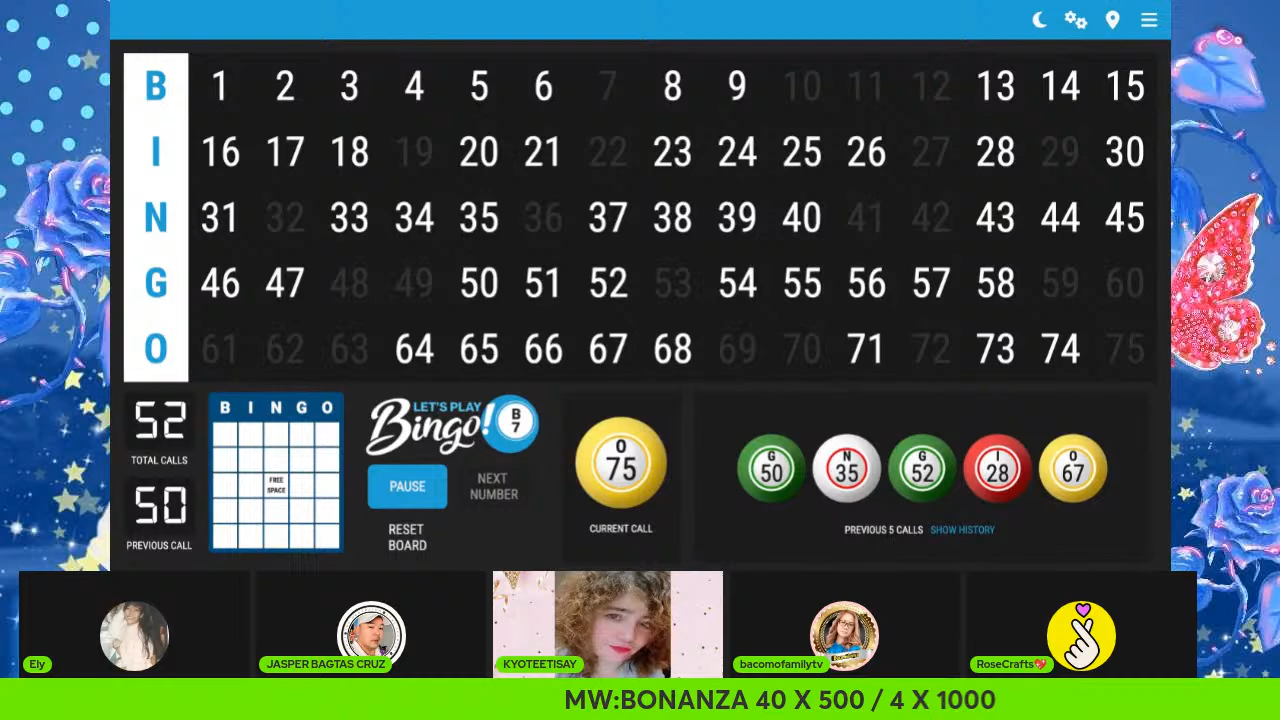 B 1 2 3 4 5 6 7 8 9 10 11 12 13 14 15
I 16 17 18 19 20 21 22 23 24 25 26 27 28 29 30
N 31 32 33 34 35 36 37 38 39 40 41 42 43 44 45
G 46 47 48 49 50 51 52 53 54 55 56 57 58 59 60
O 61 62 63 64 65 66 67 68 69 70 71 72 73 74 75
52
TOTAL CALLS
50
PREVIOUS CALL
B I N G O
FREE
SPACE
LET'S PLAY
Bingo!
B
7
PAUSE
NEXT
NUMBER
RESET
BOARD
O
75
CURRENT CALL
G
50
N
35
G
52
I
28
O
67
PREVIOUS 5 CALLS SHOW HISTORY
Ely
JASPER BAGTAS CRUZ
KYOTEETISAY
bacomofamilytv
RoseCrafts💖
MW:BONANZA 40 X 500 / 4 X 1000